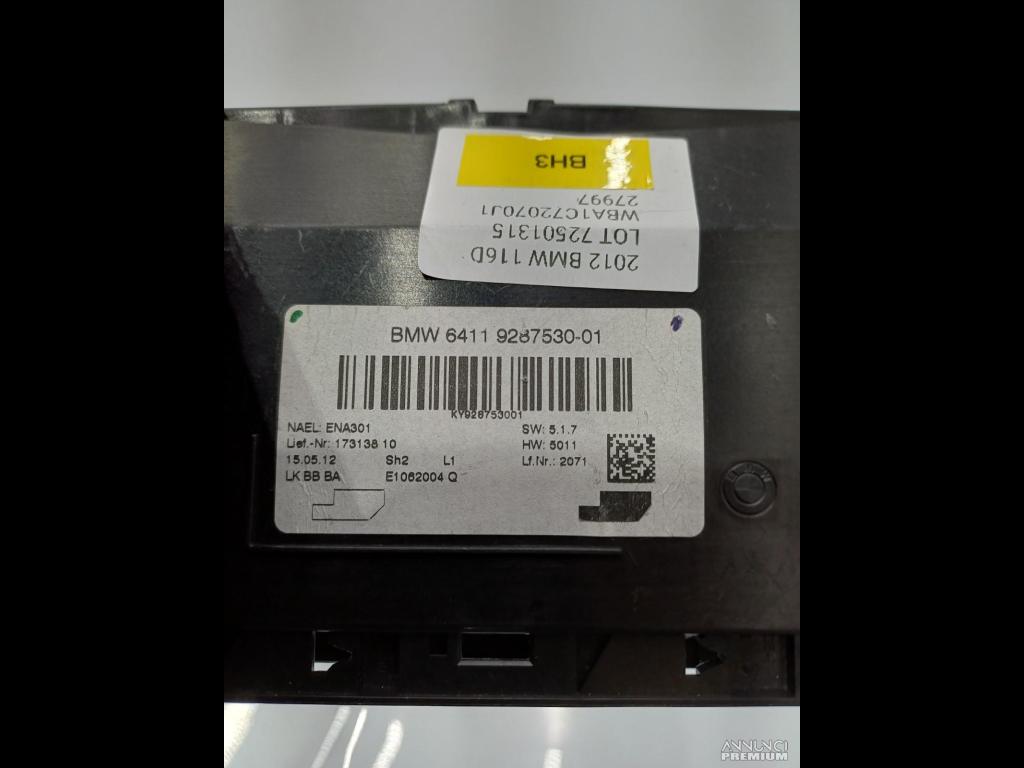 BH3
27997
WBA1C72070J1
LOT 72501315
2012 BMW 116D
BMW 6411 9287530-01
KY928753001
NAEL: ENA301
SW: 5.1.7
Lief.-Nr: 173138 10
HW: 5011
15.05.12 Sh2 L1
Lf.Nr.: 2071
LK BB BA E1062004 Q
BMW
ANNUNCI
PREMIUM